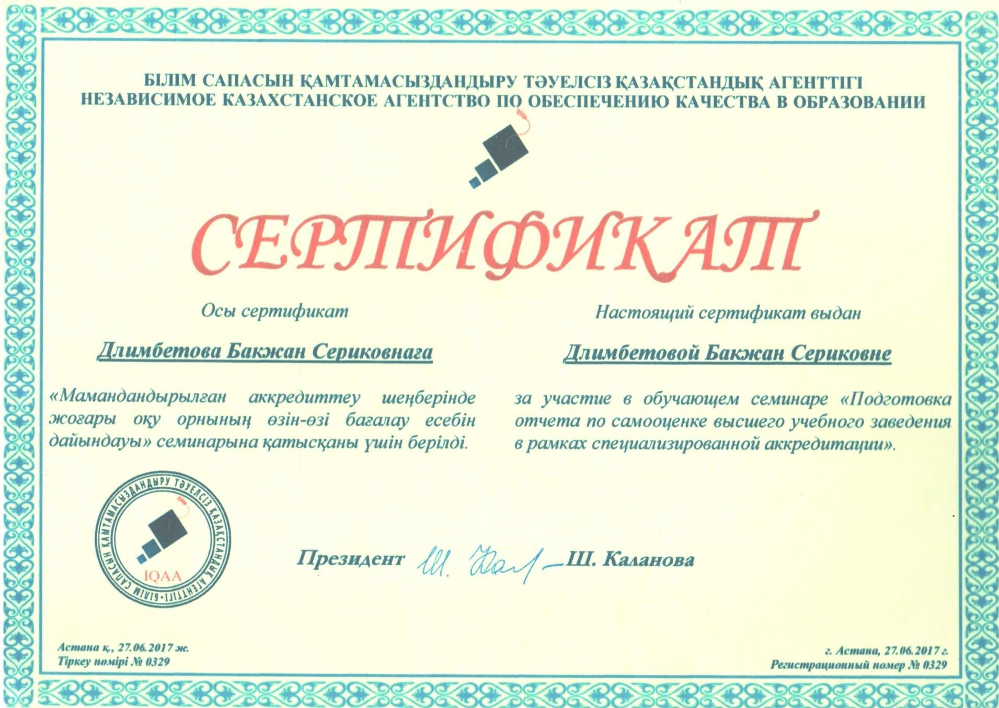 БІЛІМ САПАСЫН ҚАМТАМАСЫЗДАНДЫРУ ТӘУЕЛСІЗ ҚАЗАҚСТАНДЫҚ АГЕНТТІГІ
НЕЗАВИСИМОЕ КАЗАХСТАНСКОЕ АГЕНТСТВО ПО ОБЕСПЕЧЕНИЮ КАЧЕСТВА В ОБРАЗОВАНИИ
СЕРТИФИКАТ
Осы сертификат
Длимбетова Бакжан Сериковнаға
«Мамандандырылған аккредиттеу шеңберінде
жоғары оқу орнының өзін-өзі бағалау есебін
дайындауы» семинарына қатысқаны үшін берілді.
Настоящий сертификат выдан
Длимбетовой Бакжан Сериковне
за участие в обучающем семинаре «Подготовка
отчета по самооценке высшего учебного заведения
в рамках специализированной аккредитации».
БІЛІМ САПАСЫН ҚАМТАМАСЫЗДАНДЫРУ ТӘУЕЛСІЗ ҚАЗАҚСТАНДЫҚ АГЕНТТІГІ
IQAA
Президент Ш. Кал Ш. Каланова
Астана қ., 27.06.2017 ж.
Тіркеу нөмірі № 0329
г. Астана, 27.06.2017 г.
Регистрационный номер № 0329